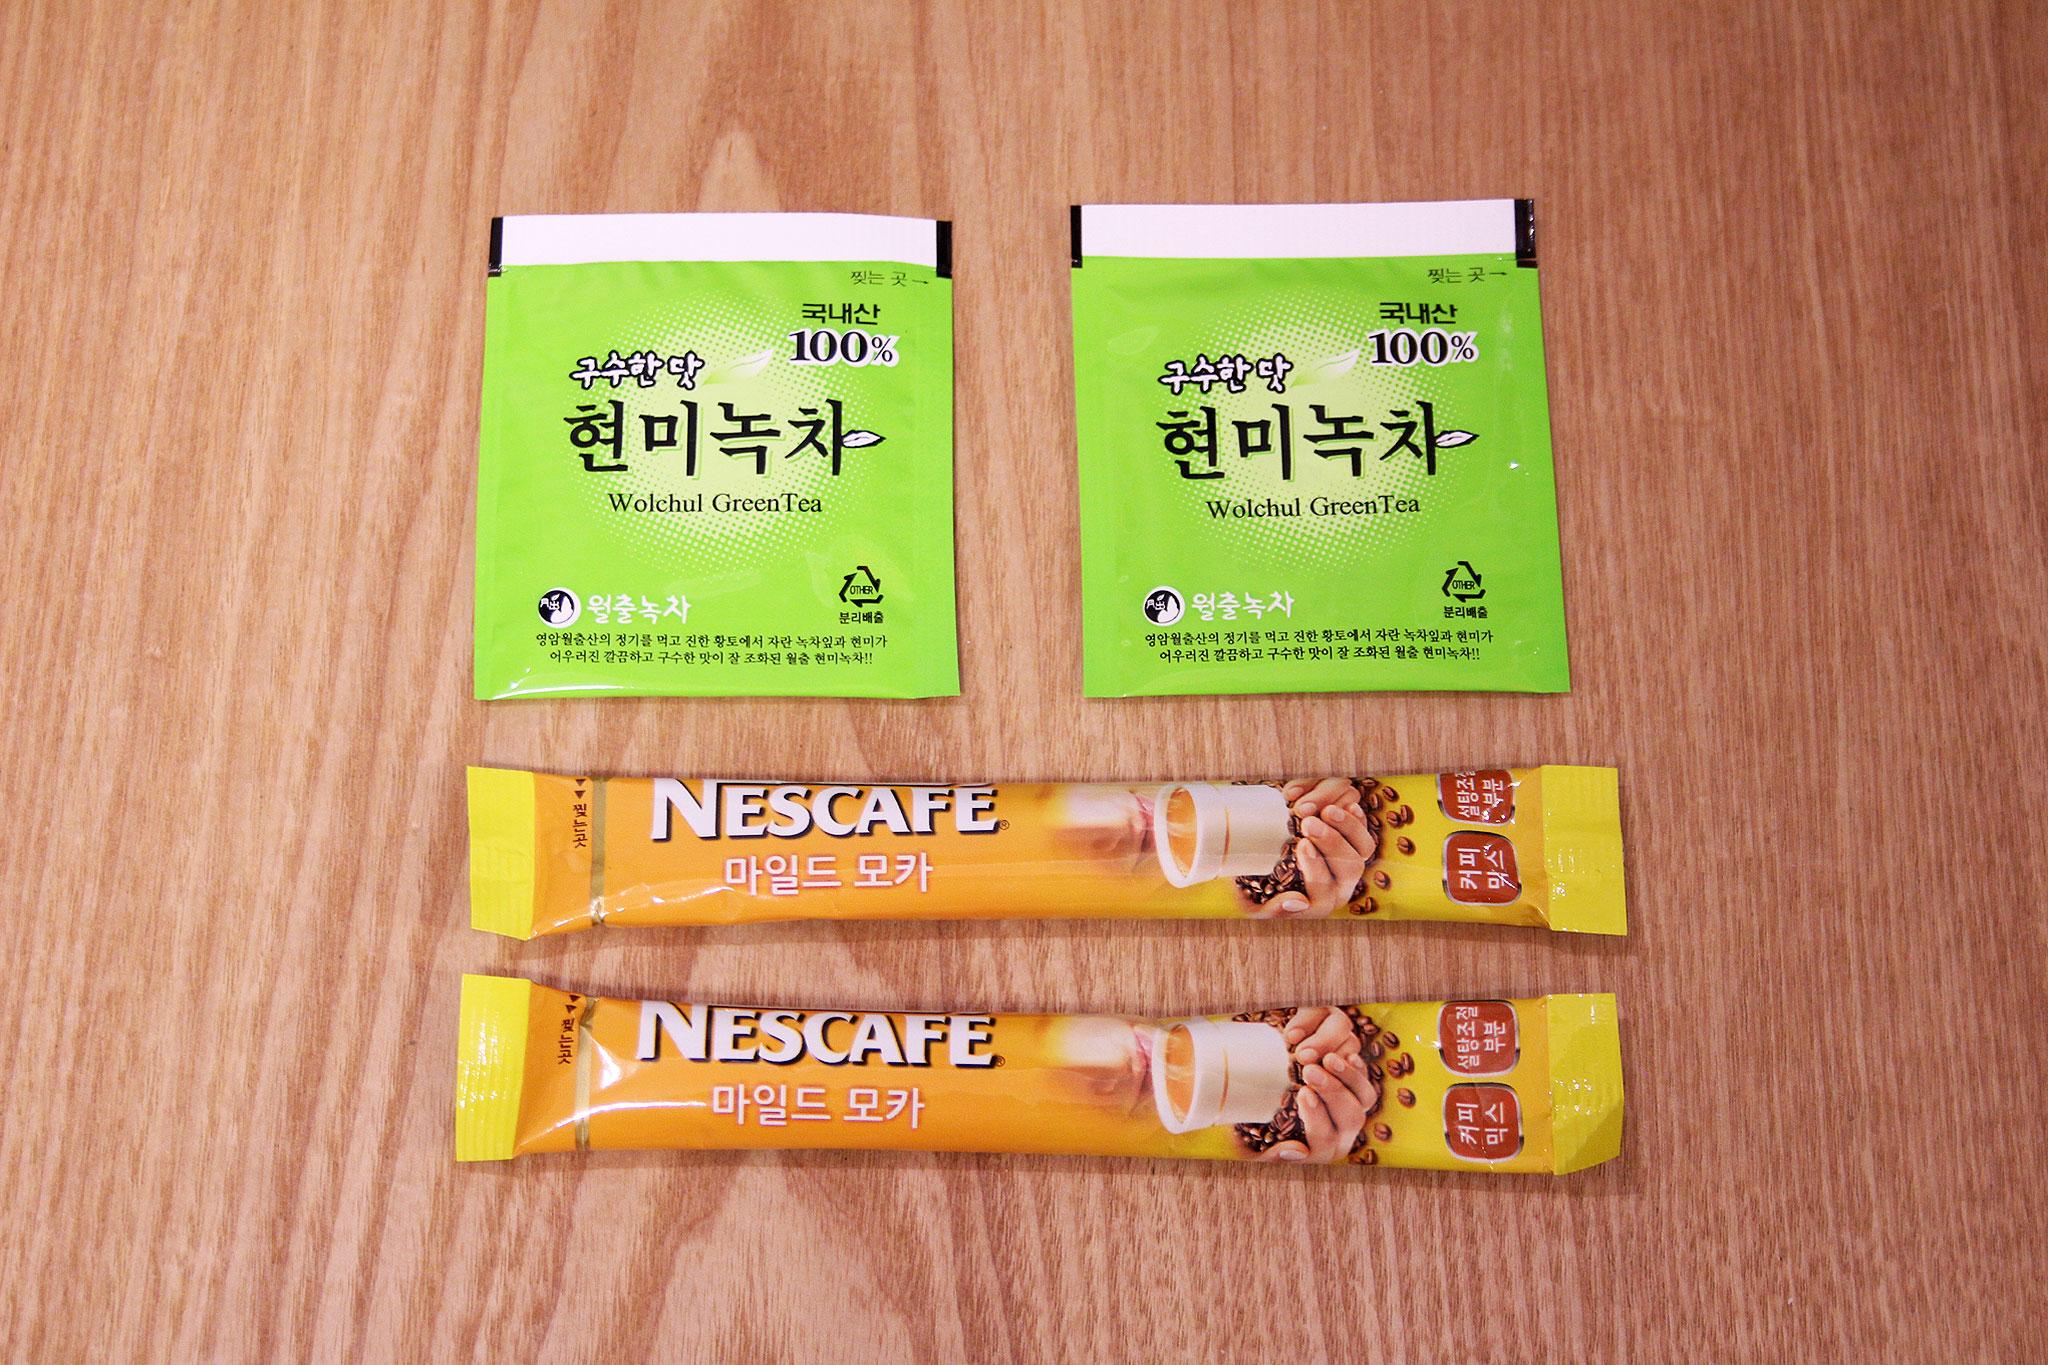 찢는 곳→
국내산
100%
구수한 맛
현미녹차
Wolchul GreenTea
OTHER
분리배출
月出 월출녹차
영암월출산의 정기를 먹고 진한 황토에서 자란 녹차잎과 현미가
어우러진 깔끔하고 구수한 맛이 잘 조화된 월출 현미녹차!!
찢는 곳→
국내산
100%
구수한 맛
현미녹차
Wolchul GreenTea
OTHER
분리배출
月出 월출녹차
영암월출산의 정기를 먹고 진한 황토에서 자란 녹차잎과 현미가
어우러진 깔끔하고 구수한 맛이 잘 조화된 월출 현미녹차!!
찢는곳
NESCAFÉ®
마일드 모카
설탕조절
부분
커피
믹스
찢는곳
NESCAFÉ®
마일드 모카
설탕조절
부분
커피
믹스